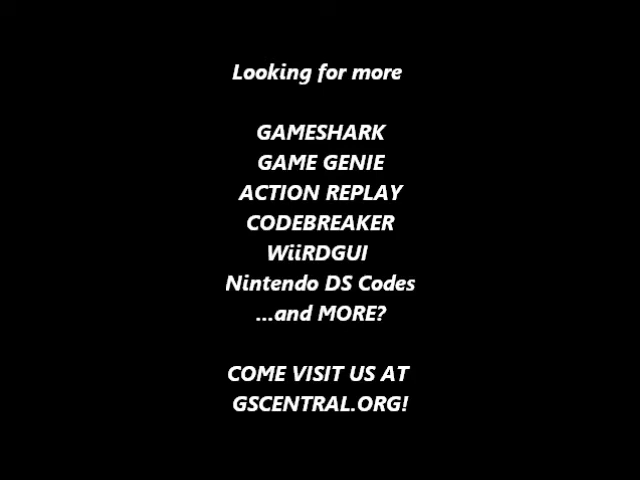 Looking for more
GAMESHARK
GAME GENIE
ACTION REPLAY
CODEBREAKER
WiiRDGUI
Nintendo DS Codes
...and MORE?
COME VISIT US AT
GSCENTRAL.ORG!